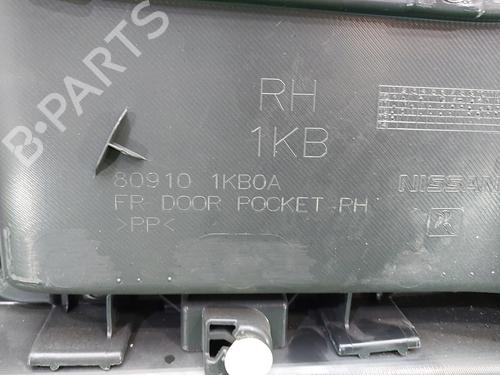 B-PARTS
RH
1KB
80910 1KB0A
FR DOOR POCKET RH
>PP<
NISSAN